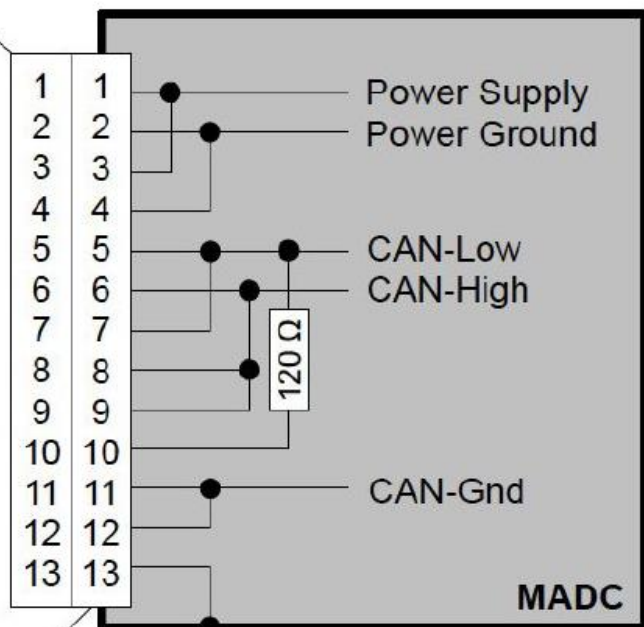 1 1 Power Supply
2 2 Power Ground
3 3
4 4
5 5 CAN-Low
6 6 CAN-High
7 7
8 8
9 9
120 Ω
10 10
11 11 CAN-Gnd
12 12
13 13
MADC